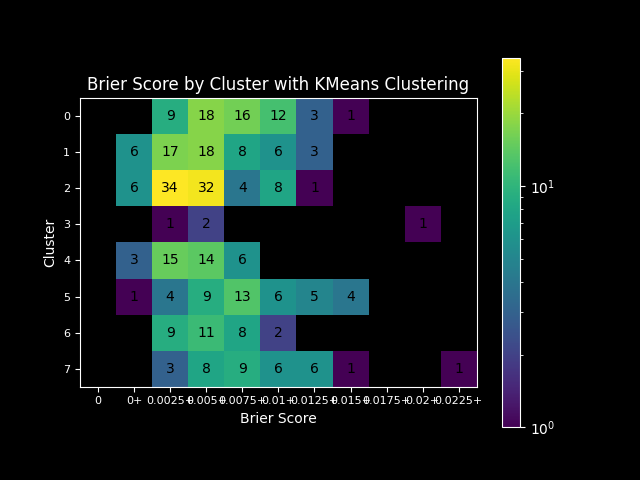 Brier Score by Cluster with KMeans Clustering
0 9 18 16 12 3 1
1 6 17 18 8 6 3
2 6 34 32 4 8 1
3 1 2 1
4 3 15 14 6
5 1 4 9 13 6 5 4
6 9 11 8 2
7 3 8 9 6 6 1 1
Cluster
0 0+ 0.0025+ 0.005+ 0.0075+ 0.01+ 0.0125+ 0.015+ 0.0175+ 0.02+ 0.0225+
Brier Score
10¹
10⁰